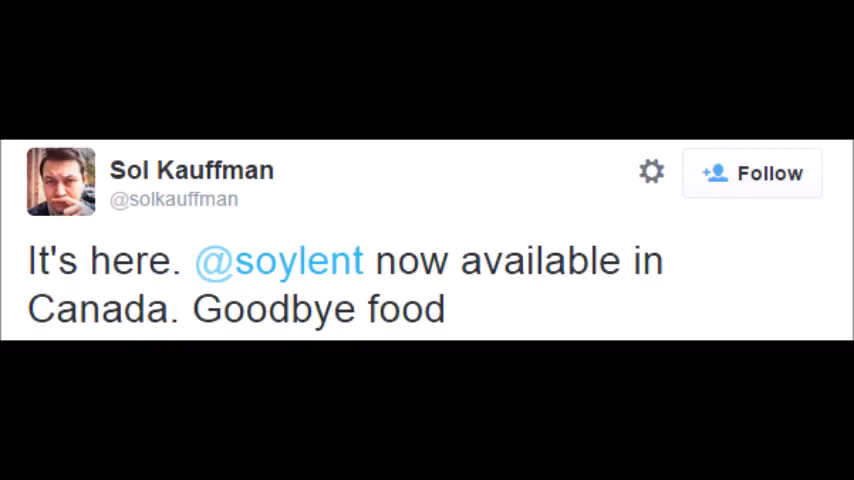 Sol Kauffman
@solkauffman
Follow
It's here. @soylent now available in
Canada. Goodbye food